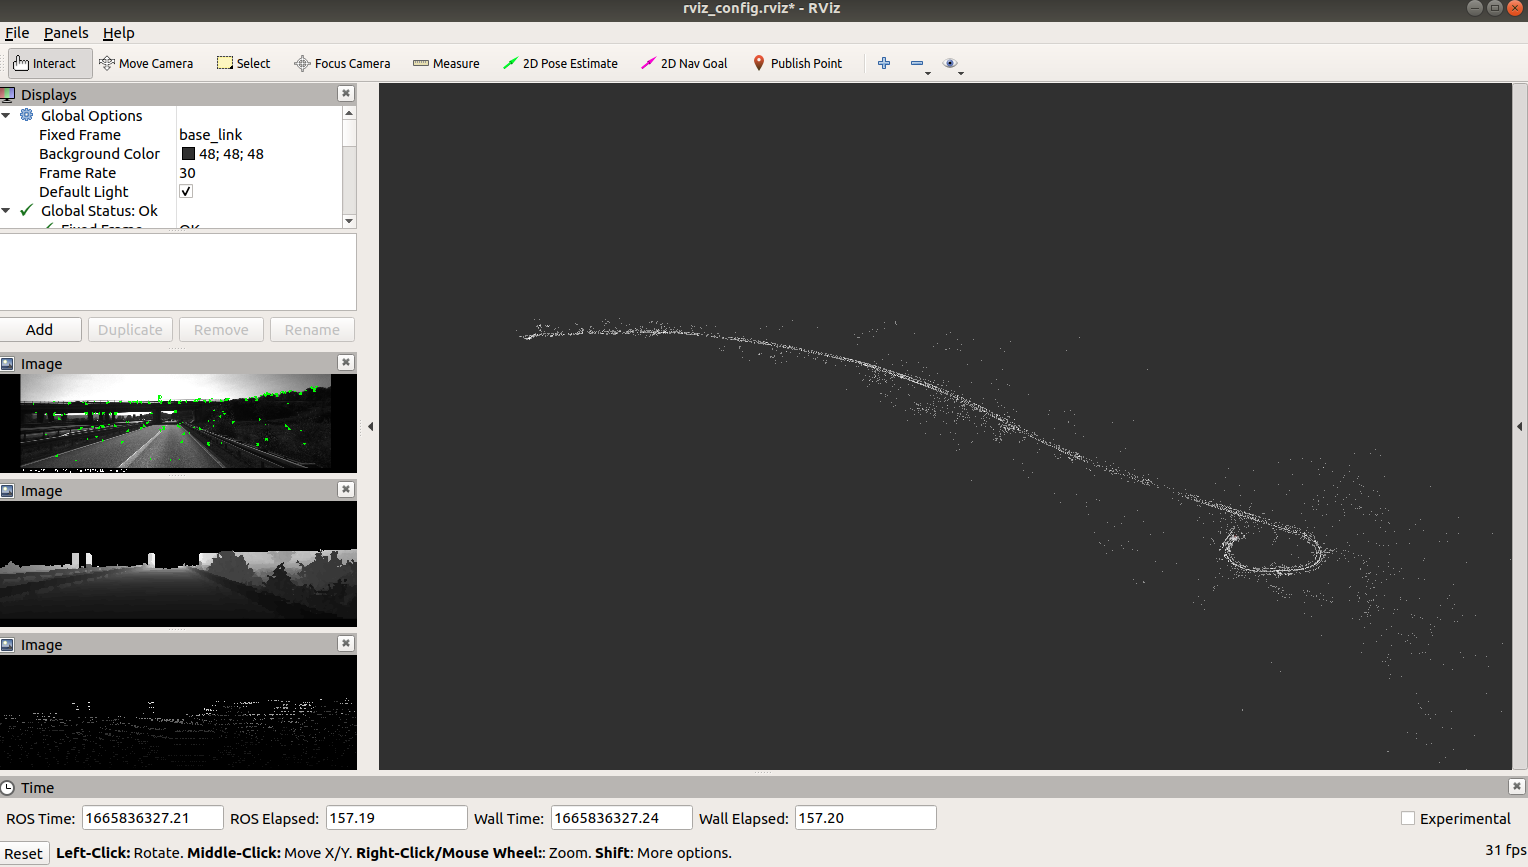 rviz_config.rviz* - RViz
File Panels Help
Interact Move Camera Select Focus Camera Measure 2D Pose Estimate 2D Nav Goal Publish Point
Displays
Global Options
Fixed Frame base_link
Background Color 48; 48; 48
Frame Rate 30
Default Light
Global Status: Ok
Fixed Frame OK
Add Duplicate Remove Rename
Image
Image
Image
Time
ROS Time: 1665836327.21 ROS Elapsed: 157.19 Wall Time: 1665836327.24 Wall Elapsed: 157.20 Experimental
Reset Left-Click: Rotate. Middle-Click: Move X/Y. Right-Click/Mouse Wheel:: Zoom. Shift: More options. 31 fps